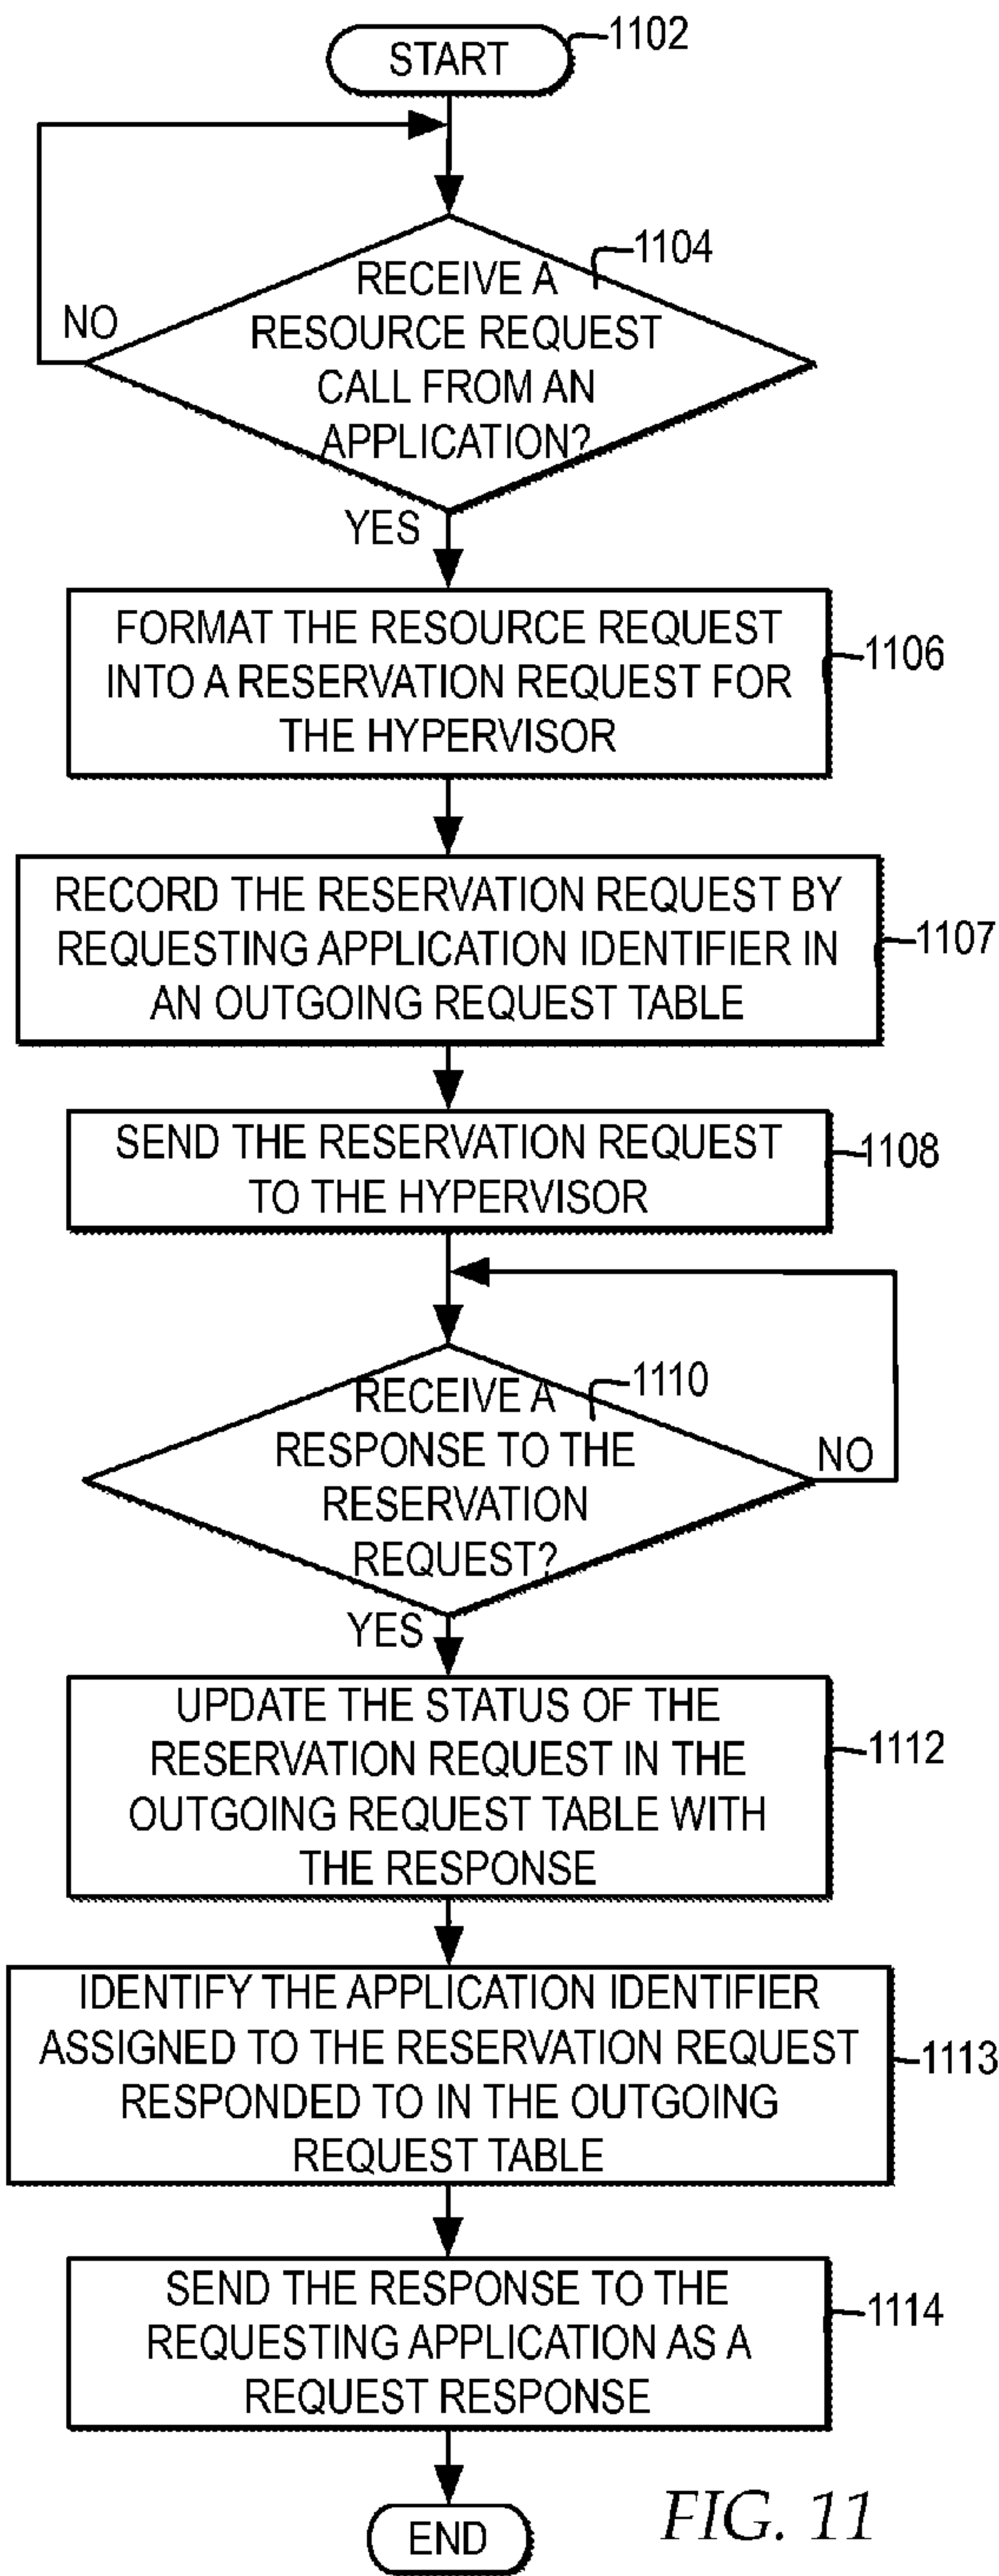 START
1102
1104
RECEIVE A
RESOURCE REQUEST
CALL FROM AN
APPLICATION?
NO
YES
FORMAT THE RESOURCE REQUEST
INTO A RESERVATION REQUEST FOR
THE HYPERVISOR
1106
RECORD THE RESERVATION REQUEST BY
REQUESTING APPLICATION IDENTIFIER IN
AN OUTGOING REQUEST TABLE
1107
SEND THE RESERVATION REQUEST
TO THE HYPERVISOR
1108
1110
RECEIVE A
RESPONSE TO THE
RESERVATION
REQUEST?
NO
YES
UPDATE THE STATUS OF THE
RESERVATION REQUEST IN THE
OUTGOING REQUEST TABLE WITH
THE RESPONSE
1112
IDENTIFY THE APPLICATION IDENTIFIER
ASSIGNED TO THE RESERVATION REQUEST
RESPONDED TO IN THE OUTGOING
REQUEST TABLE
1113
SEND THE RESPONSE TO THE
REQUESTING APPLICATION AS A
REQUEST RESPONSE
1114
END
FIG. 11